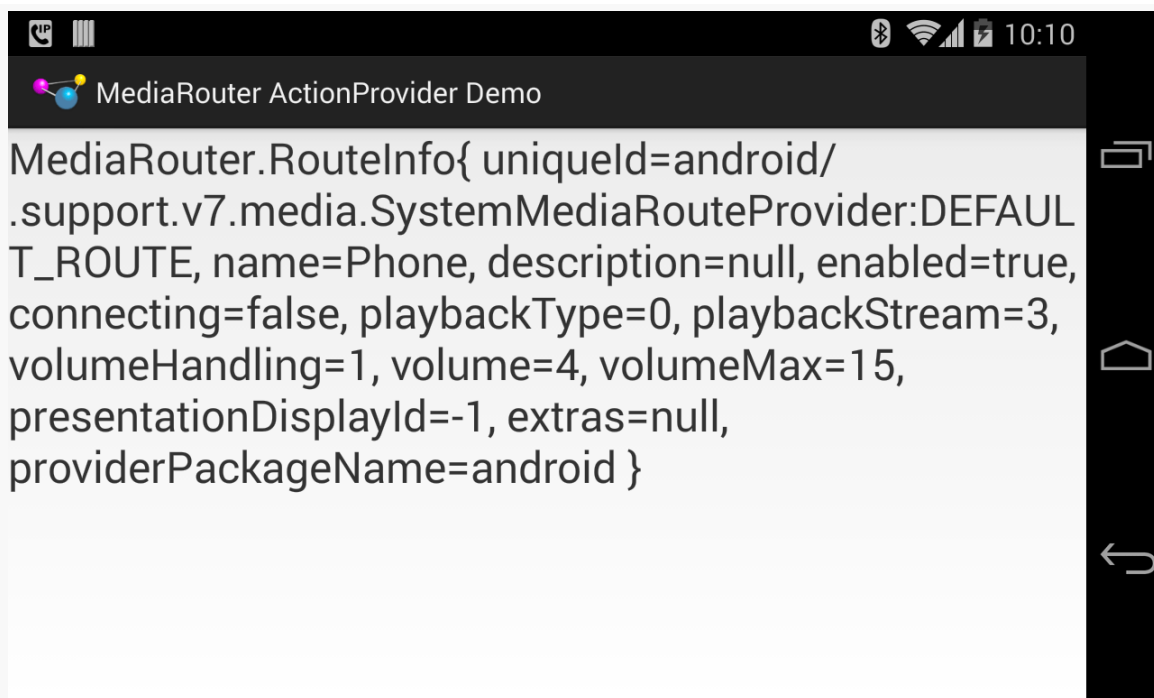 10:10
MediaRouter ActionProvider Demo
MediaRouter.RouteInfo{ uniqueId=android/
.support.v7.media.SystemMediaRouteProvider:DEFAUL
T_ROUTE, name=Phone, description=null, enabled=true,
connecting=false, playbackType=0, playbackStream=3,
volumeHandling=1, volume=4, volumeMax=15,
presentationDisplayId=-1, extras=null,
providerPackageName=android }